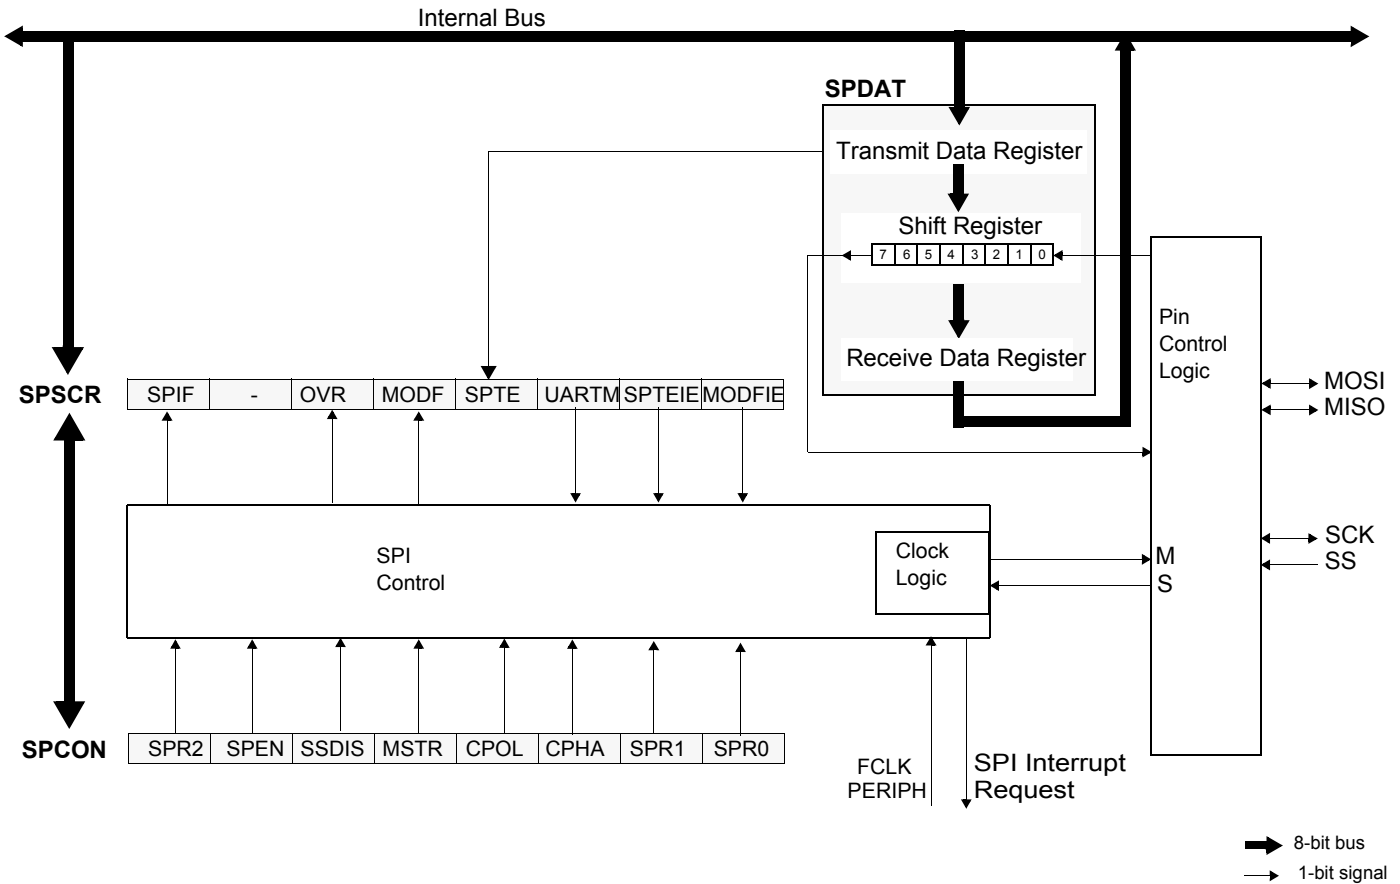 Internal Bus
SPDAT
Transmit Data Register
Shift Register
7 6 5 4 3 2 1 0
Receive Data Register
Pin
Control
Logic
MOSI
MISO
SPSCR
SPIF - OVR MODF SPTE UARTM SPTEIE MODFIE
SPI
Control
Clock
Logic
M
S
SCK
SS
SPCON
SPR2 SPEN SSDIS MSTR CPOL CPHA SPR1 SPR0
FCLK
PERIPH
SPI Interrupt
Request
8-bit bus
1-bit signal